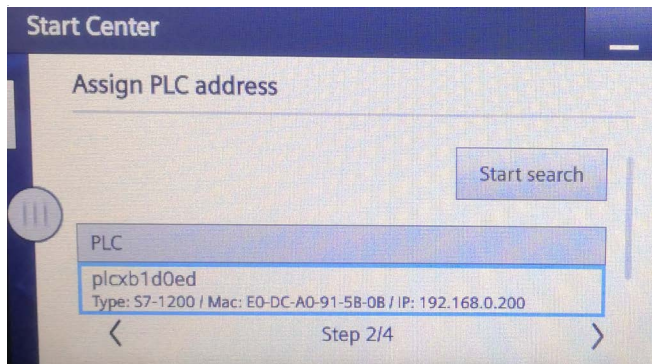 Start Center
Assign PLC address
Start search
PLC
plcxb1d0ed
Type: S7-1200 / Mac: E0-DC-A0-91-5B-0B / IP: 192.168.0.200
Step 2/4